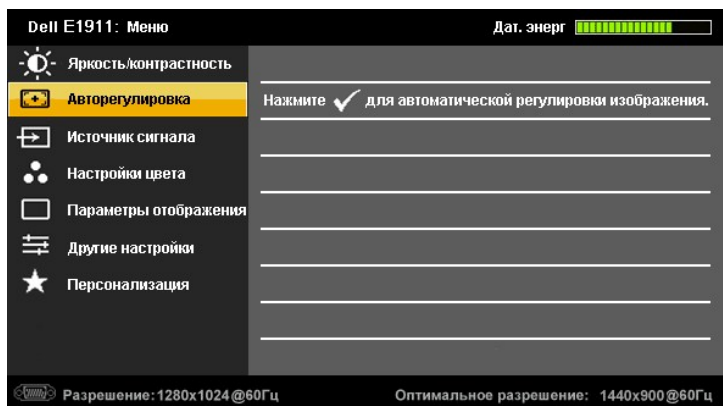 Dell E1911: Меню
Дат. энерг
Яркость/контрастность
Авторегулировка
Нажмите для автоматической регулировки изображения.
Источник сигнала
Настройки цвета
Параметры отображения
Другие настройки
Персонализация
Разрешение: 1280x1024@60Гц
Оптимальное разрешение: 1440x900@60Гц